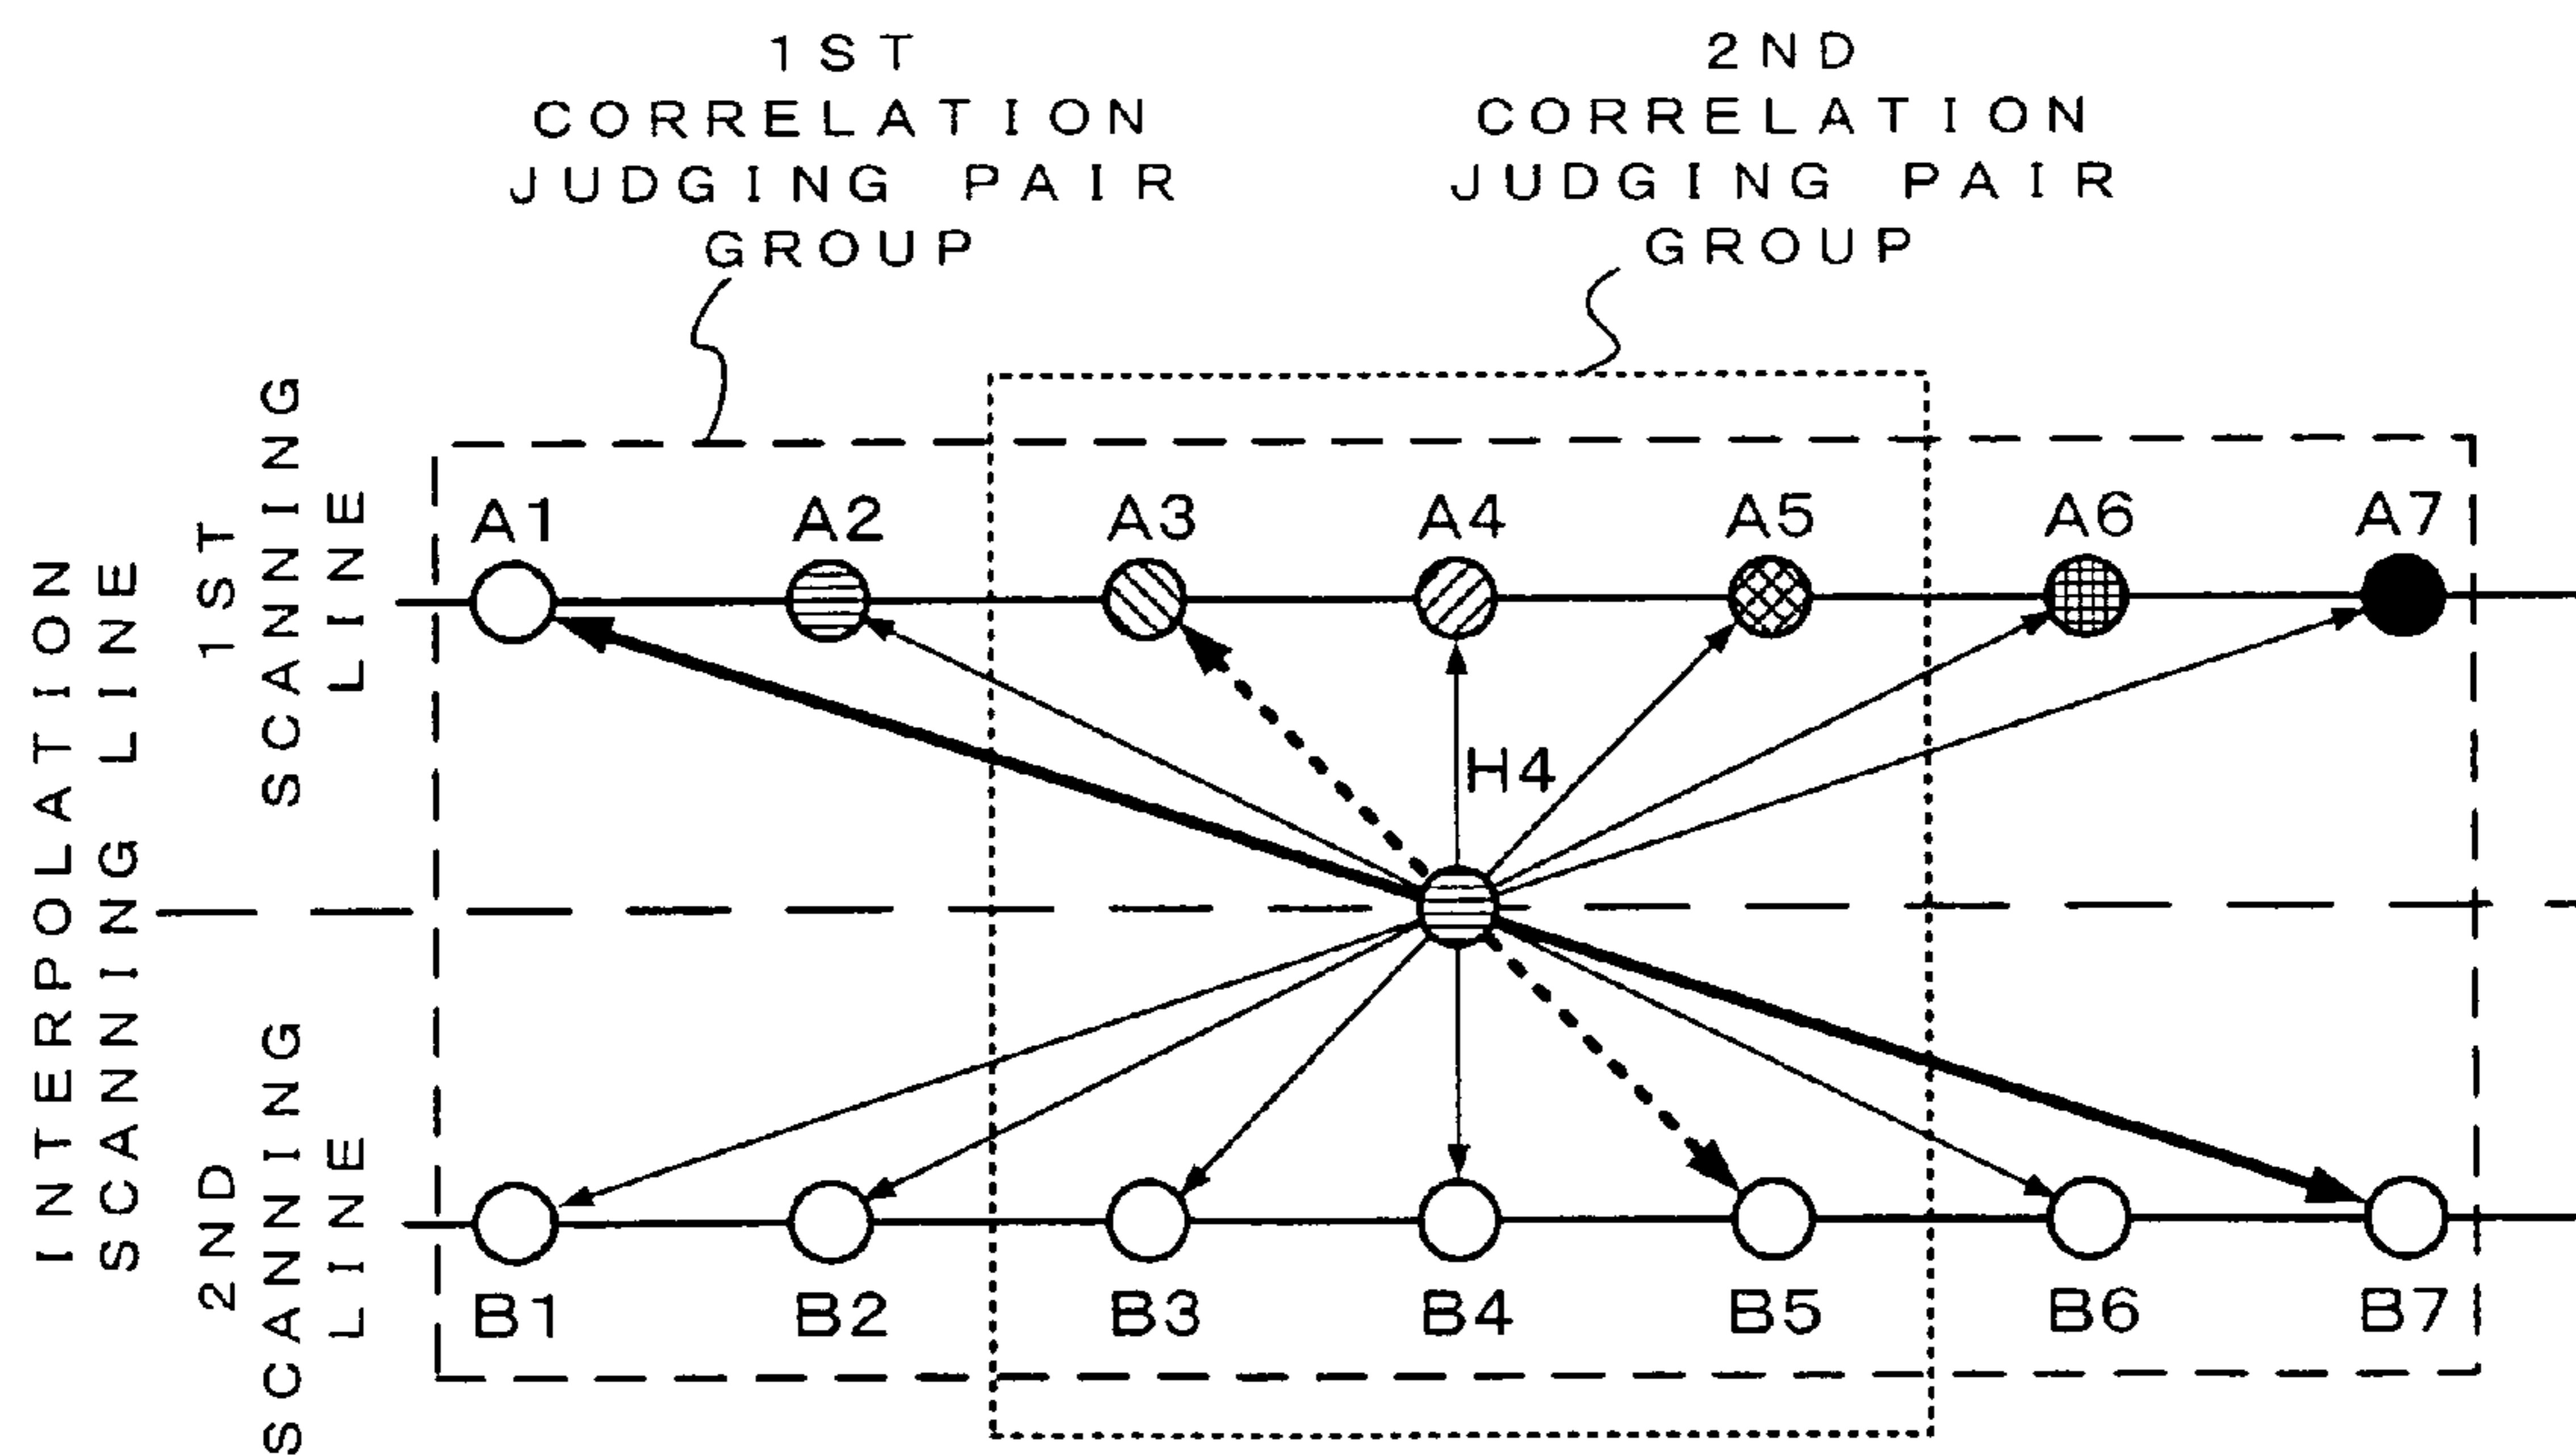 1ST
CORRELATION
JUDGING PAIR
GROUP
2ND
CORRELATION
JUDGING PAIR
GROUP
INTERPOLATION
SCANNING LINE
1ST
SCANNING
LINE
A1 A2 A3 A4 A5 A6 A7
H4
2ND
SCANNING
LINE
B1 B2 B3 B4 B5 B6 B7